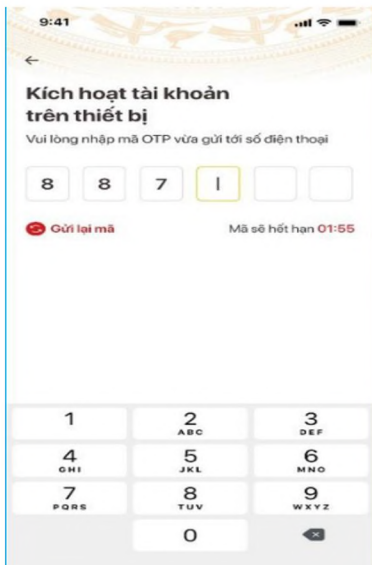 9:41
Kích hoạt tài khoản
trên thiết bị
Vui lòng nhập mã OTP vừa gửi tới số điện thoại
8 8 7
Gửi lại mã Mã sẽ hết hạn 01:55
1 2 3
ABC DEF
4 5 6
GHI JKL MNO
7 8 9
PQRS TUV WXYZ
0